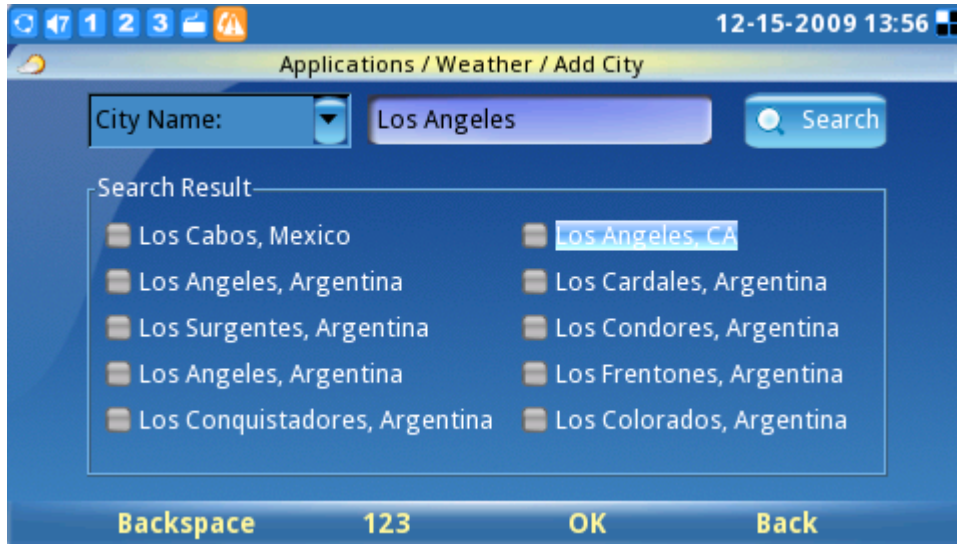 7 1 2 3 12-15-2009 13:56
Applications / Weather / Add City
City Name: Los Angeles Search
Search Result
Los Cabos, Mexico Los Angeles, CA
Los Angeles, Argentina Los Cardales, Argentina
Los Surgentes, Argentina Los Condores, Argentina
Los Angeles, Argentina Los Frentones, Argentina
Los Conquistadores, Argentina Los Colorados, Argentina
Backspace 123 OK Back